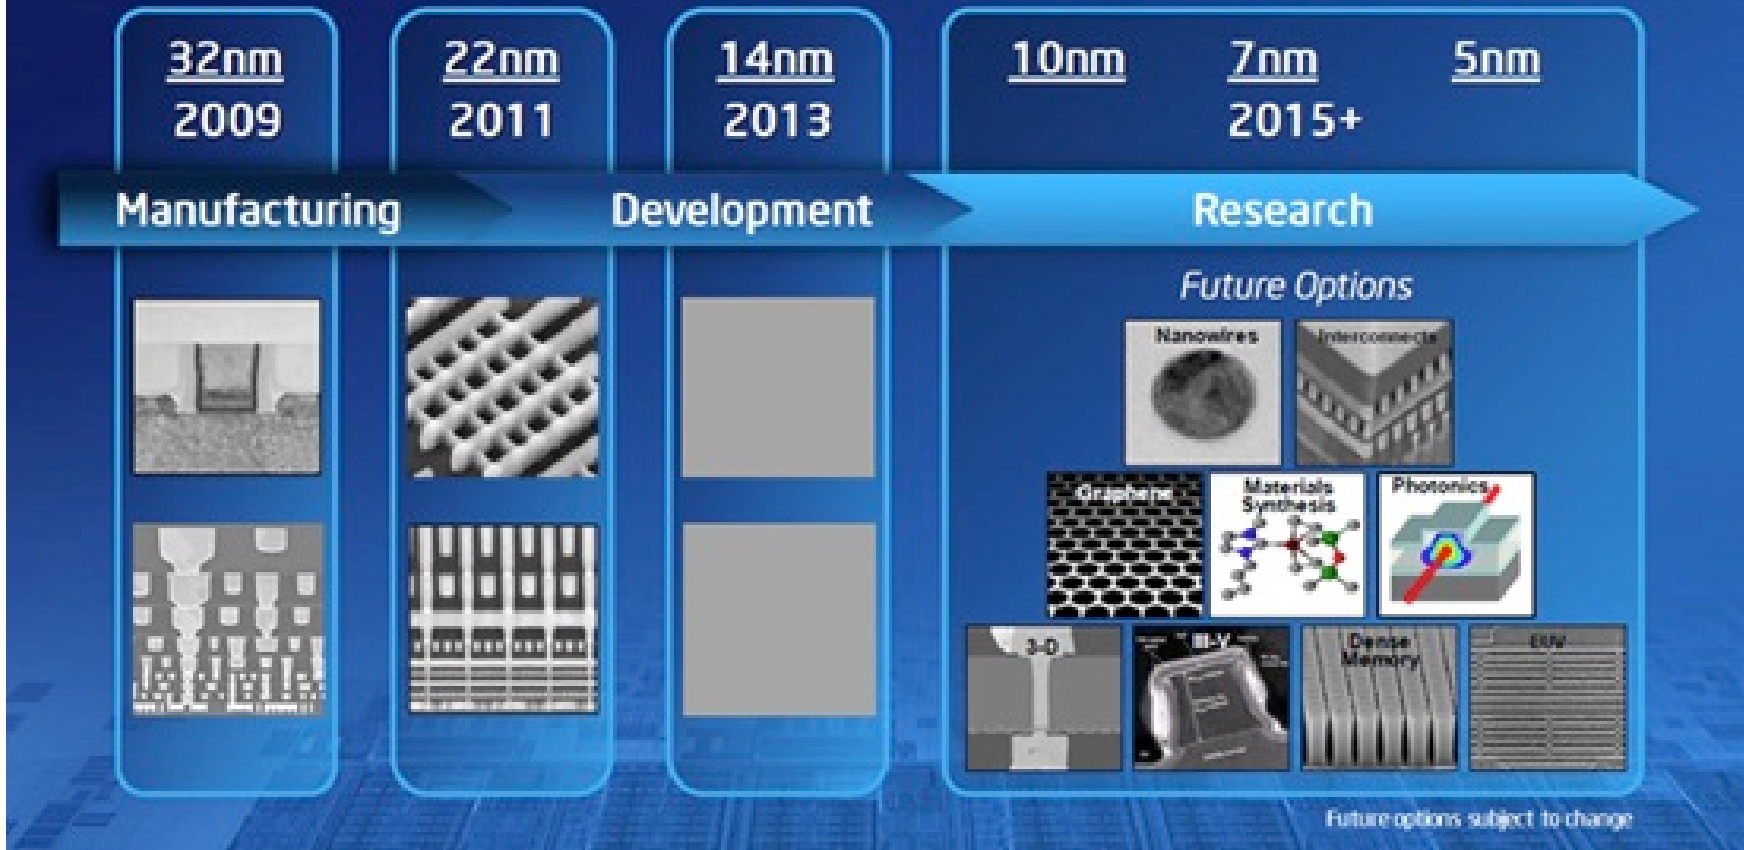 32nm
2009
22nm
2011
14nm
2013
10nm 7nm 5nm
2015+
Manufacturing Development Research
Future Options
Nanowires
Interconnects
Graphene
Materials
Synthesis
Photonics
3-D
III-V
Dense
Memory
EUV
Future options subject to change